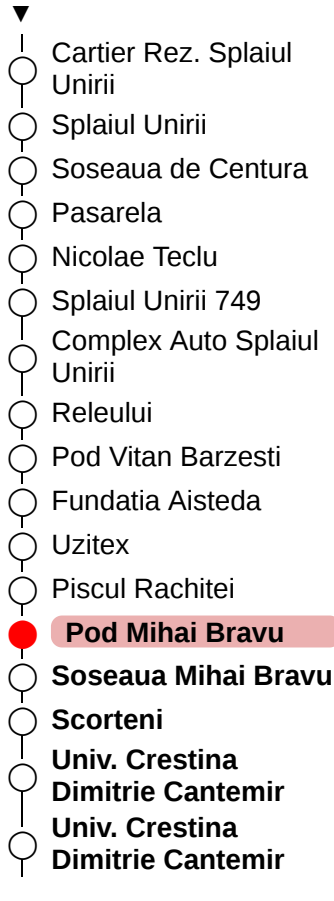 Cartier Rez. Splaiul
Unirii
Splaiul Unirii
Soseaua de Centura
Pasarela
Nicolae Teclu
Splaiul Unirii 749
Complex Auto Splaiul
Unirii
Releului
Pod Vitan Barzesti
Fundatia Aisteda
Uzitex
Piscul Rachitei
Pod Mihai Bravu
Soseaua Mihai Bravu
Scorteni
Univ. Crestina
Dimitrie Cantemir
Univ. Crestina
Dimitrie Cantemir